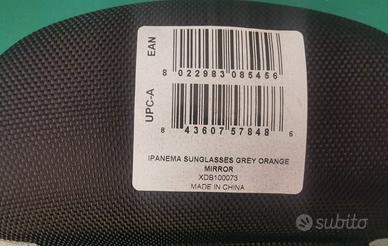 EAN
8 022983 085456
UPC-A
8 43607 57848 6
IPANEMA SUNGLASSES GREY ORANGE
MIRROR
XDB100073
MADE IN CHINA
subito